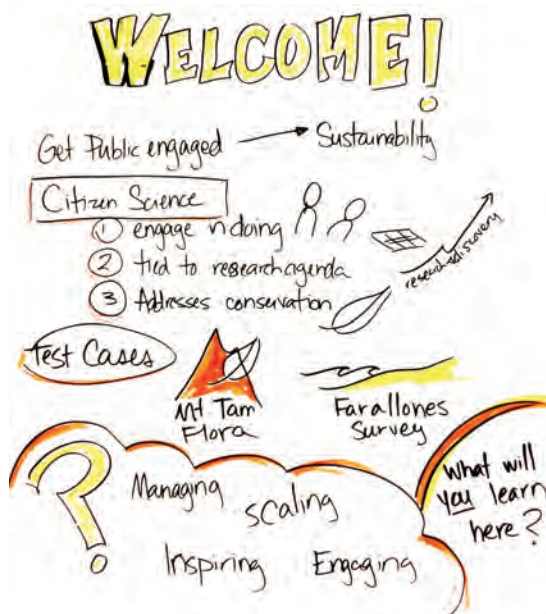 WELCOME!
Get Public engaged → Sustainability
Citizen Science
1 engage n doing
2 tied to research agenda
3 Addresses conservation
research & discovery
Test Cases
Mt. Tam
Flora
Farallones
Survey
?
Managing
Scaling
Inspiring
Engaging
What will
you learn
here?